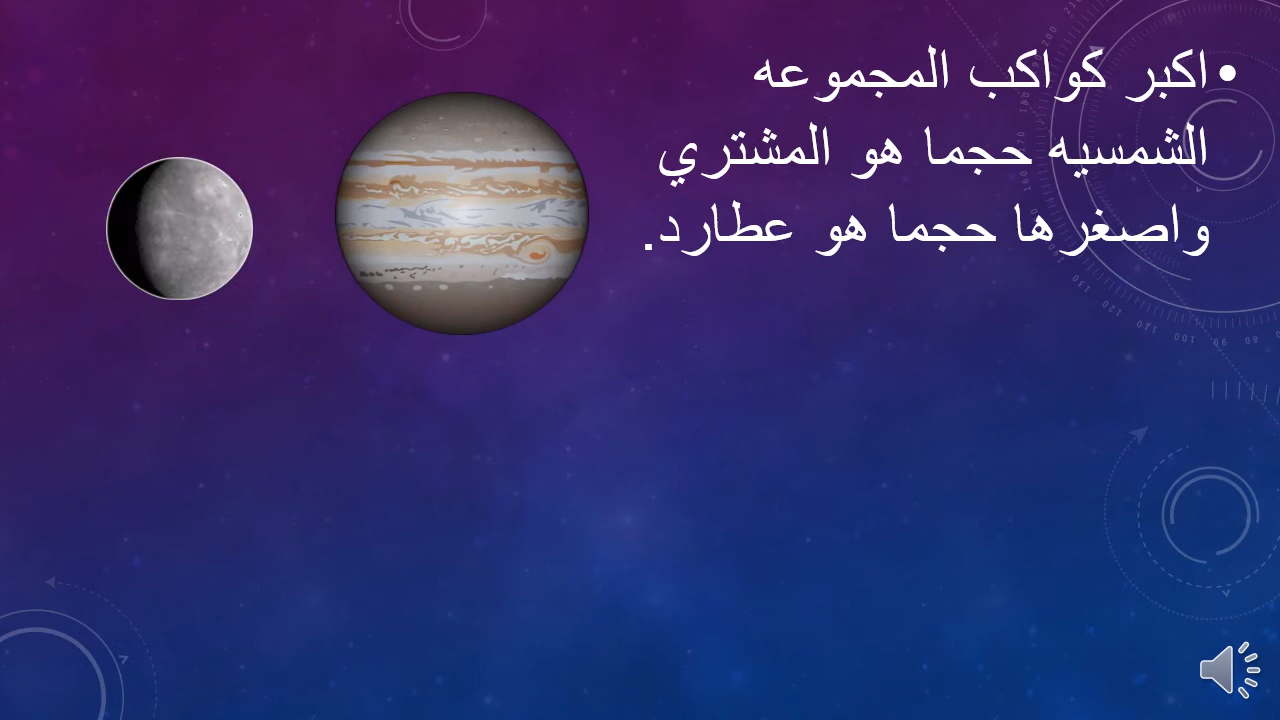 • اكبر كواكب المجموعه
الشمسيه حجما هو المشتري
واصغرها حجما هو عطارد.